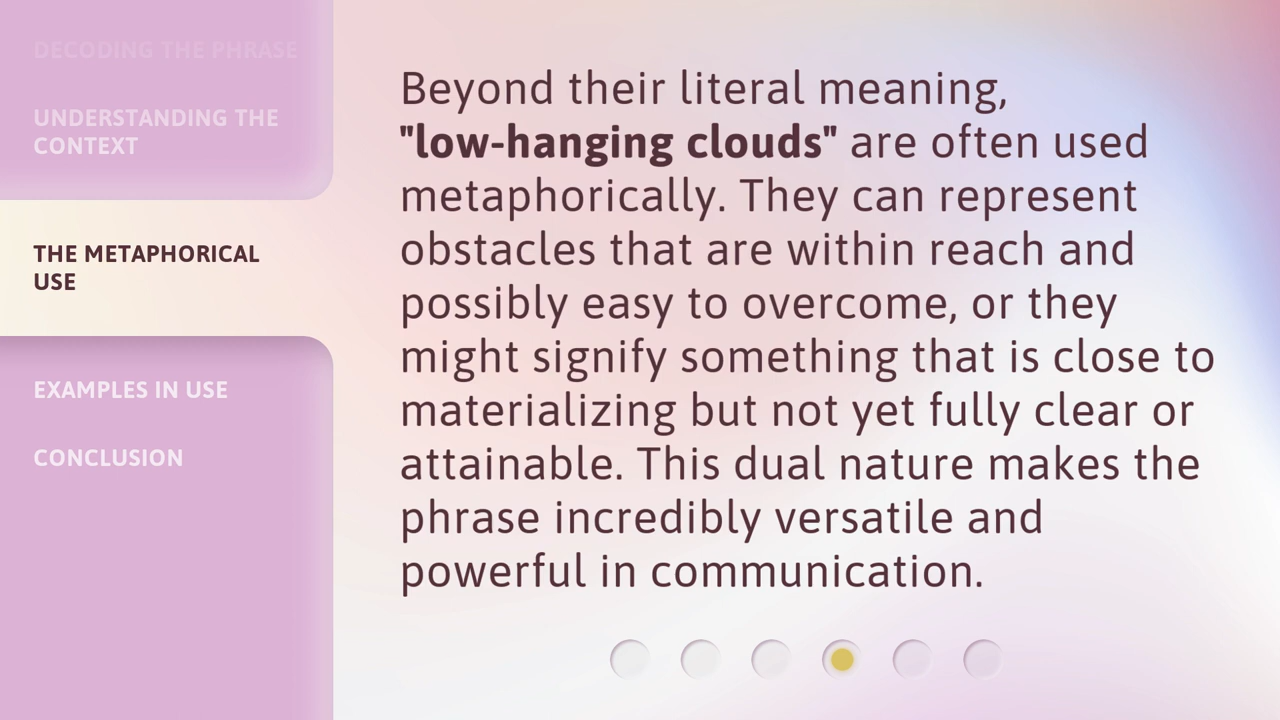 DECODING THE PHRASE
UNDERSTANDING THE
CONTEXT
THE METAPHORICAL
USE
EXAMPLES IN USE
CONCLUSION
Beyond their literal meaning,
"low-hanging clouds" are often used
metaphorically. They can represent
obstacles that are within reach and
possibly easy to overcome, or they
might signify something that is close to
materializing but not yet fully clear or
attainable. This dual nature makes the
phrase incredibly versatile and
powerful in communication.